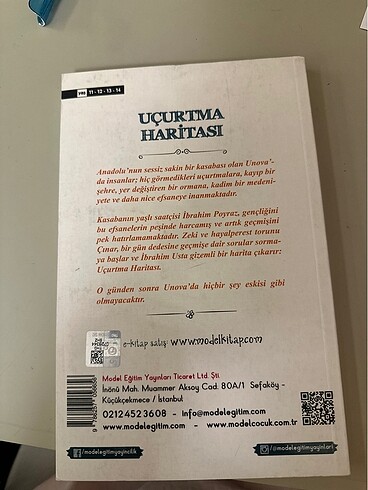 YAŞ 11 - 12 - 13 - 14
UÇURTMA
HARİTASI
Anadolu'nun sessiz sakin bir kasabası olan Unova'-
da insanlar; hiç görmedikleri uçurtmalara, kayıp bir
şehre, yer değiştiren bir ormana, kadim bir medeni-
yete ve daha nice efsaneye inanmaktadır.
Kasabanın yaşlı saatçisi İbrahim Poyraz, gençliğini
bu efsanelerin peşinde harcamış ve artık geçmişini
pek hatırlamamaktadır. Zeki ve hayalperest torunu
Çınar, bir gün dedesine geçmişe dair sorular sorma-
ya başlar ve İbrahim Usta gizemli bir harita çıkarır:
Uçurtma Haritası.
O günden sonra Unova'da hiçbir şey eskisi gibi
olmayacaktır.
e-kitap satış: www.modelkitap.com
Model Eğitim Yayınları Ticaret Ltd. Şti.
İnönü Mah. Muammer Aksoy Cad. 80A/1 Sefaköy -
Küçükçekmece / İstanbul
02124523608 - info@modelegitim.com
www.modelegitim.com - www.modelcocuk.com.tr
/modelegitimyayincilik
/modelegitimyayinlari